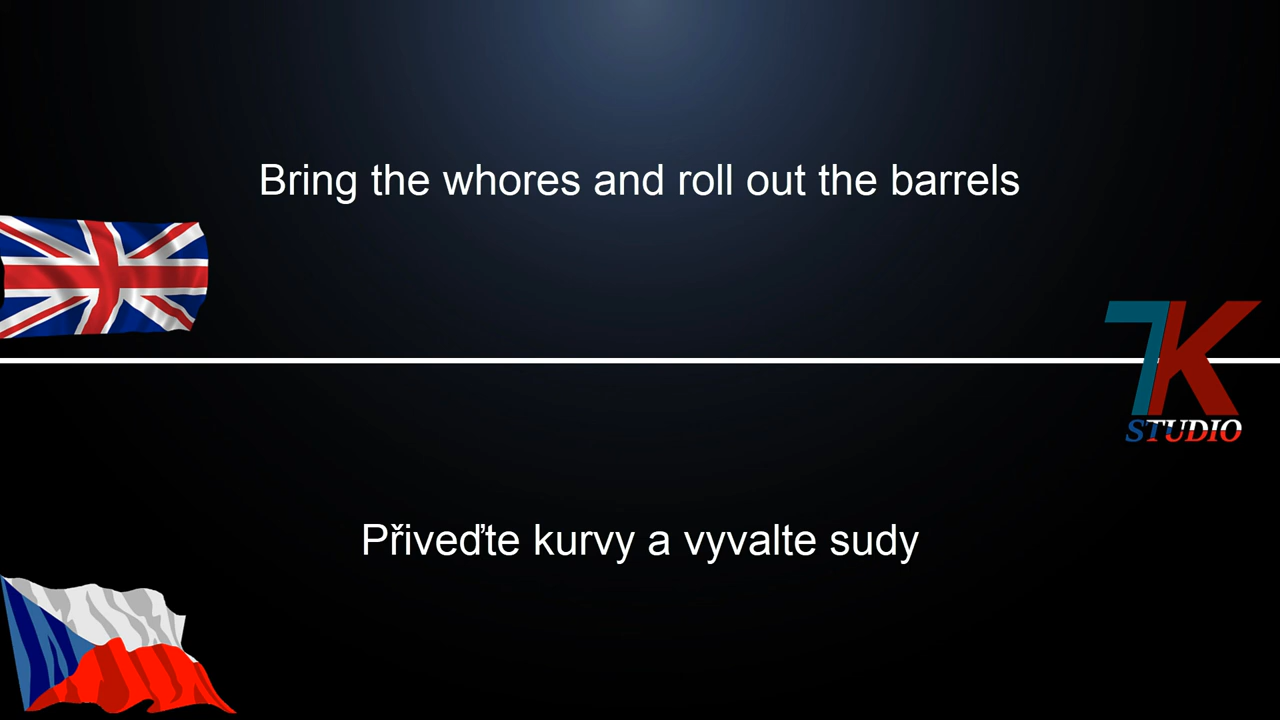 Bring the whores and roll out the barrels
7K
STUDIO
Přiveďte kurvy a vyvalte sudy